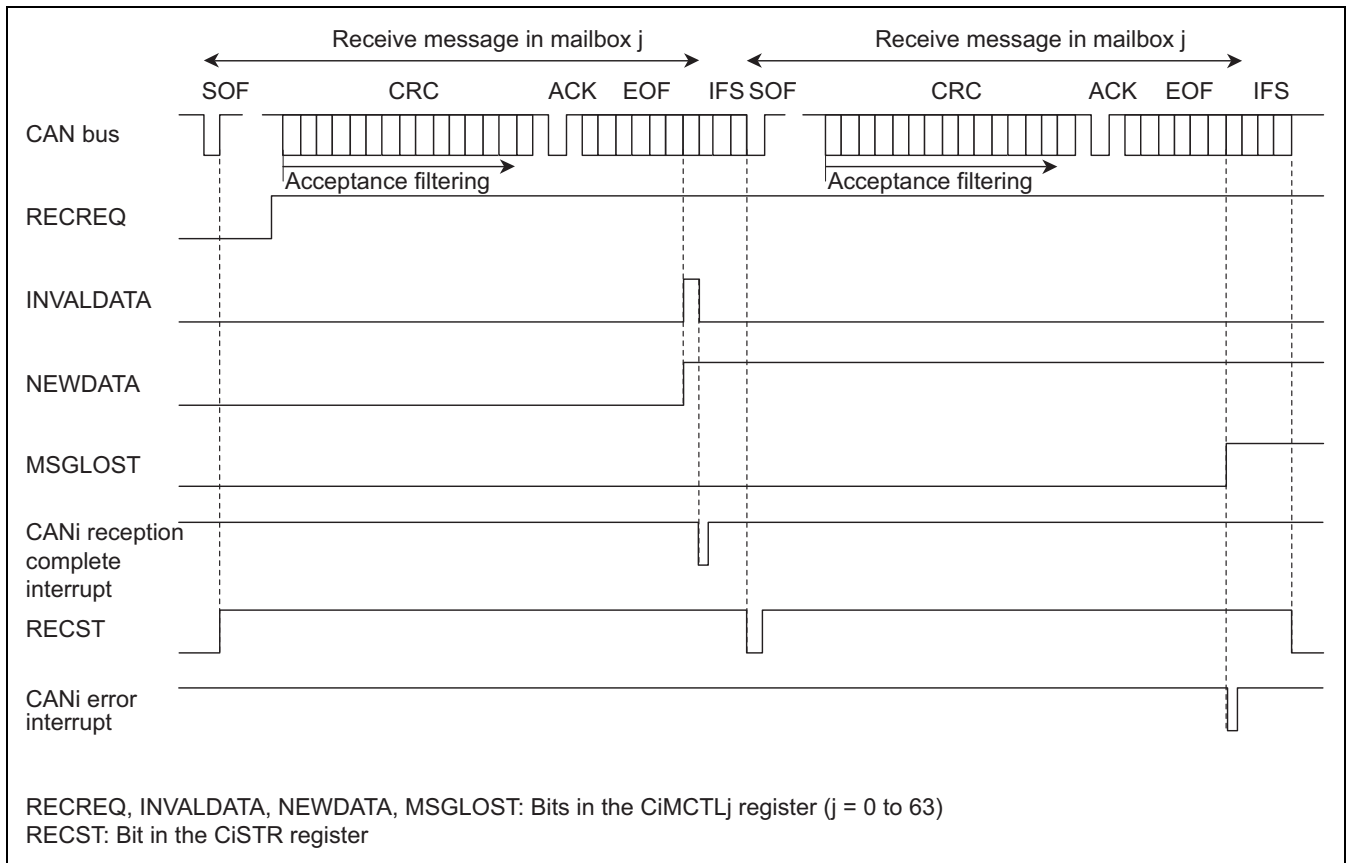 Receive message in mailbox j Receive message in mailbox j
SOF CRC ACK EOF IFS SOF CRC ACK EOF IFS
CAN bus
Acceptance filtering Acceptance filtering
RECREQ
INVALDATA
NEWDATA
MSGLOST
CANi reception
complete
interrupt
RECST
CANi error
interrupt
RECREQ, INVALDATA, NEWDATA, MSGLOST: Bits in the CiMCTLj register (j = 0 to 63)
RECST: Bit in the CiSTR register